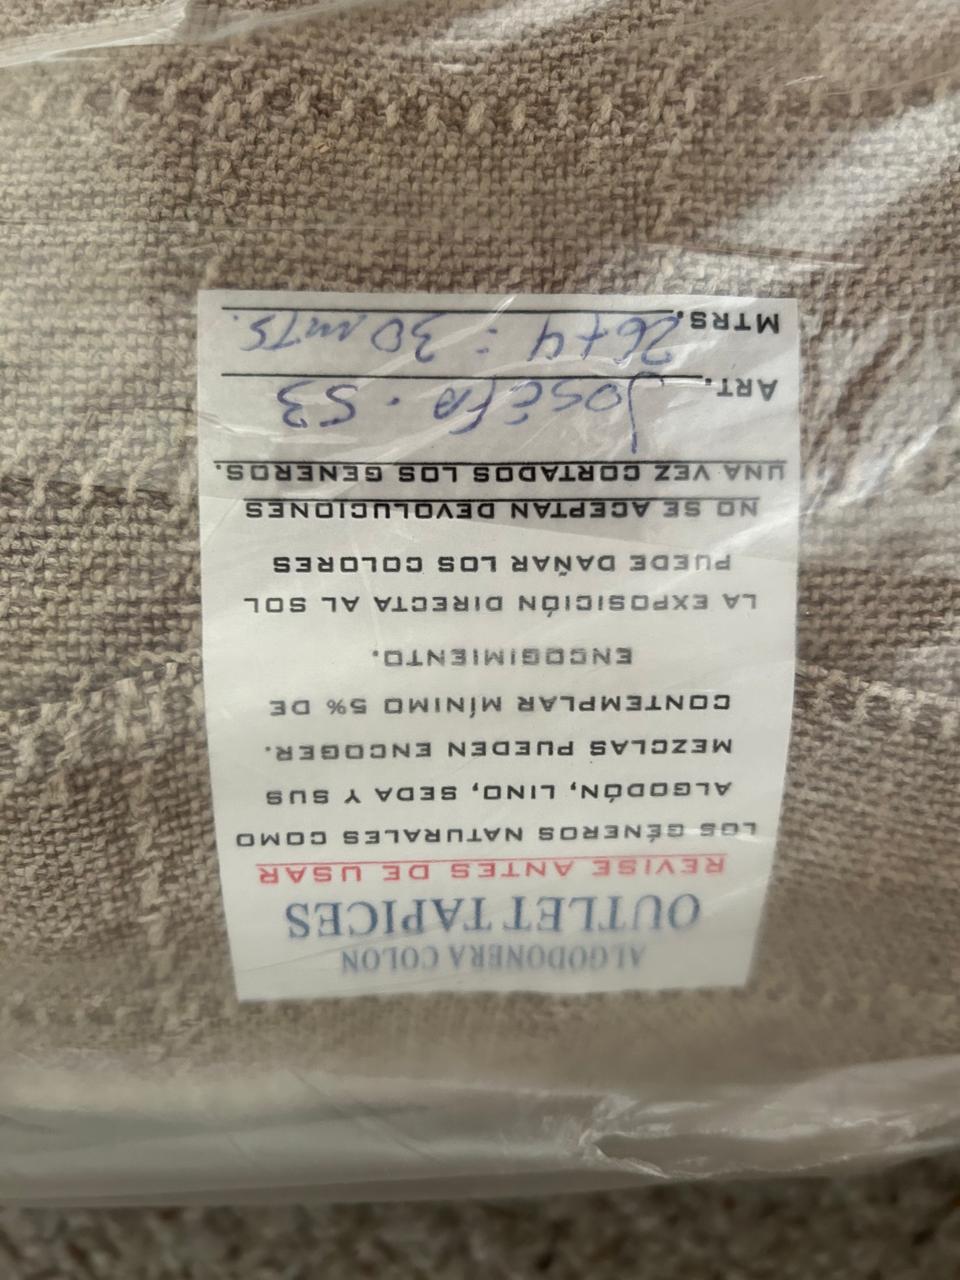 ALGODONERA COLON
OUTLET TAPICES
REVISE ANTES DE USAR
LOS GÉNEROS NATURALES COMO
ALGODÓN, LINO, SEDA Y SUS
MEZCLAS PUEDEN ENCOGER.
CONTEMPLAR MÍNIMO 5% DE
ENCOGIMIENTO.
LA EXPOSICIÓN DIRECTA AL SOL
PUEDE DAÑAR LOS COLORES
NO SE ACEPTAN DEVOLUCIONES
UNA VEZ CORTADOS LOS GENEROS.
ART. JOSEFA · 53
MTRS. 26+4 = 30 MTS.